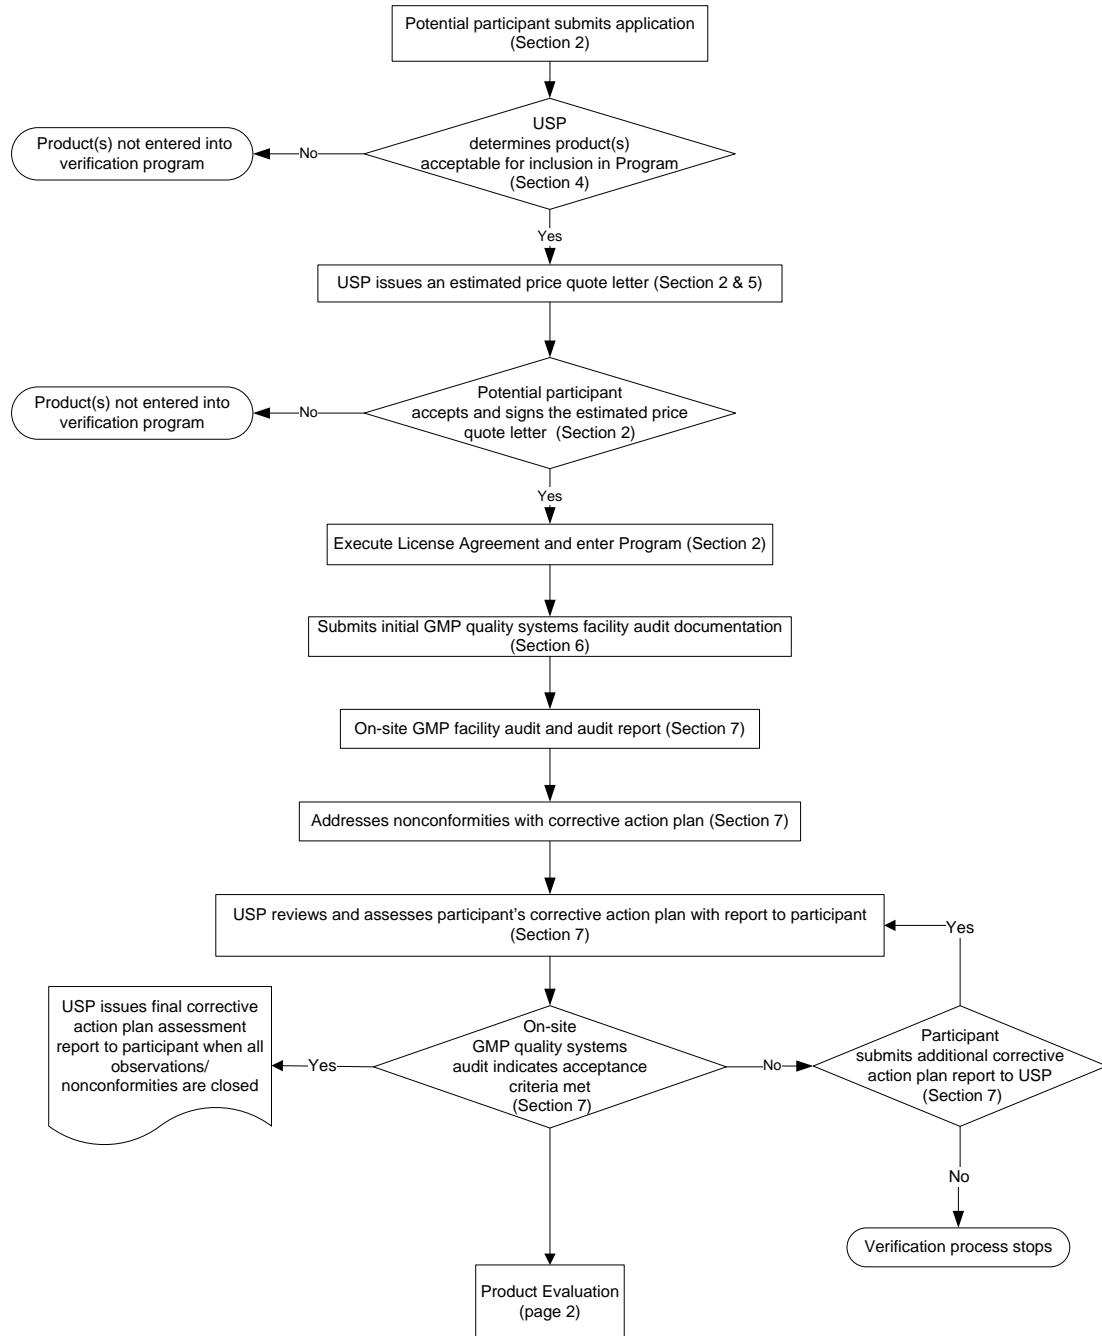 Potential participant submits application
(Section 2)
USP
determines product(s)
acceptable for inclusion in Program
(Section 4)
No
Product(s) not entered into
verification program
Yes
USP issues an estimated price quote letter (Section 2 & 5)
Potential participant
accepts and signs the estimated price
quote letter (Section 2)
No
Product(s) not entered into
verification program
Yes
Execute License Agreement and enter Program (Section 2)
Submits initial GMP quality systems facility audit documentation
(Section 6)
On-site GMP facility audit and audit report (Section 7)
Addresses nonconformities with corrective action plan (Section 7)
USP reviews and assesses participant's corrective action plan with report to participant
(Section 7)
Yes
USP issues final corrective
action plan assessment
report to participant when all
observations/
nonconformities are closed
Yes
On-site
GMP quality systems
audit indicates acceptance
criteria met
(Section 7)
No
Participant
submits additional corrective
action plan report to USP
(Section 7)
No
Verification process stops
Product Evaluation
(page 2)